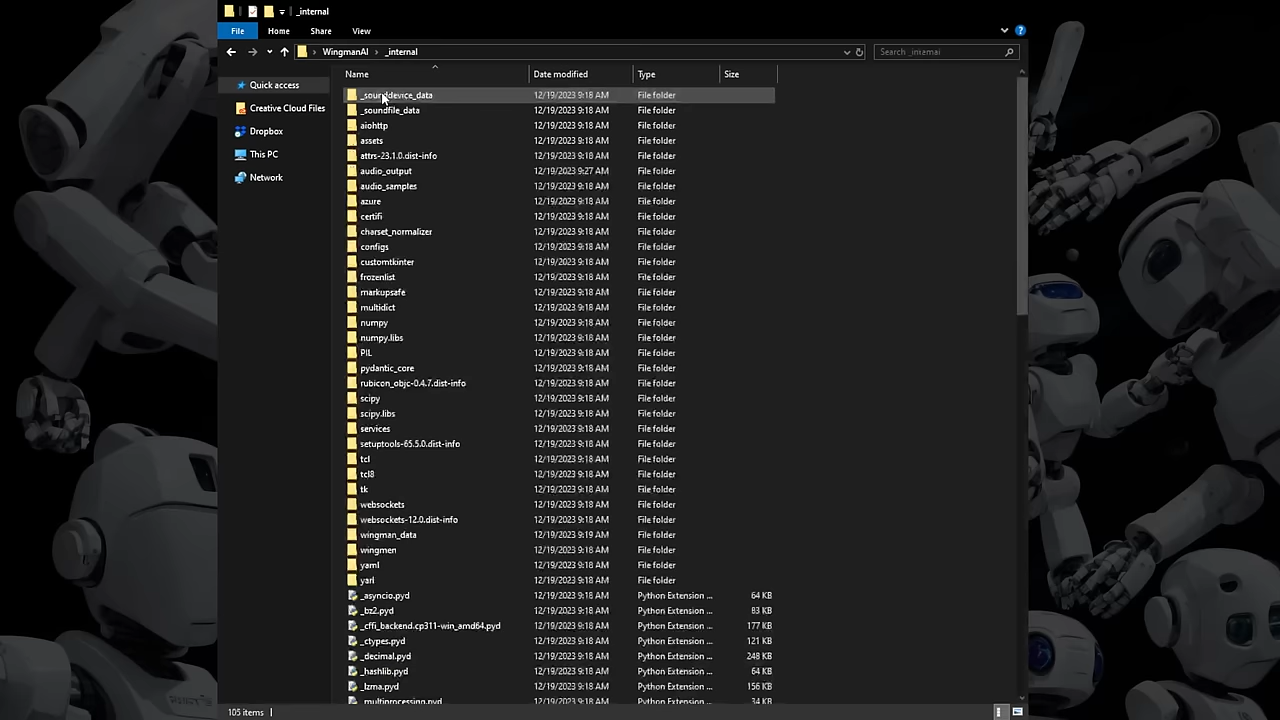 _internal
File Home Share View
WingmanAI › _internal
Search _internal
Name Date modified Type Size
Quick access
Creative Cloud Files
Dropbox
This PC
Network
_sounddevice_data 12/19/2023 9:18 AM File folder
_soundfile_data 12/19/2023 9:18 AM File folder
aiohttp 12/19/2023 9:18 AM File folder
assets 12/19/2023 9:18 AM File folder
attrs-23.1.0.dist-info 12/19/2023 9:18 AM File folder
audio_output 12/19/2023 9:27 AM File folder
audio_samples 12/19/2023 9:18 AM File folder
azure 12/19/2023 9:18 AM File folder
certifi 12/19/2023 9:18 AM File folder
charset_normalizer 12/19/2023 9:18 AM File folder
configs 12/19/2023 9:18 AM File folder
customtkinter 12/19/2023 9:18 AM File folder
frozenlist 12/19/2023 9:18 AM File folder
markupsafe 12/19/2023 9:18 AM File folder
multidict 12/19/2023 9:18 AM File folder
numpy 12/19/2023 9:18 AM File folder
numpy.libs 12/19/2023 9:18 AM File folder
PIL 12/19/2023 9:18 AM File folder
pydantic_core 12/19/2023 9:18 AM File folder
rubicon_objc-0.4.7.dist-info 12/19/2023 9:18 AM File folder
scipy 12/19/2023 9:18 AM File folder
scipy.libs 12/19/2023 9:18 AM File folder
services 12/19/2023 9:18 AM File folder
setuptools-65.5.0.dist-info 12/19/2023 9:18 AM File folder
tcl 12/19/2023 9:18 AM File folder
tcl8 12/19/2023 9:18 AM File folder
tk 12/19/2023 9:18 AM File folder
websockets 12/19/2023 9:18 AM File folder
websockets-12.0.dist-info 12/19/2023 9:18 AM File folder
wingman_data 12/19/2023 9:19 AM File folder
wingmen 12/19/2023 9:18 AM File folder
yaml 12/19/2023 9:18 AM File folder
yarl 12/19/2023 9:18 AM File folder
_asyncio.pyd 12/19/2023 9:18 AM Python Extension ... 64 KB
_bz2.pyd 12/19/2023 9:18 AM Python Extension ... 83 KB
_cffi_backend.cp311-win_amd64.pyd 12/19/2023 9:18 AM Python Extension ... 177 KB
_ctypes.pyd 12/19/2023 9:18 AM Python Extension ... 121 KB
_decimal.pyd 12/19/2023 9:18 AM Python Extension ... 248 KB
_hashlib.pyd 12/19/2023 9:18 AM Python Extension ... 64 KB
_lzma.pyd 12/19/2023 9:18 AM Python Extension ... 156 KB
_multiprocessing.pyd 12/19/2023 9:18 AM Python Extension ... 34 KB
105 items